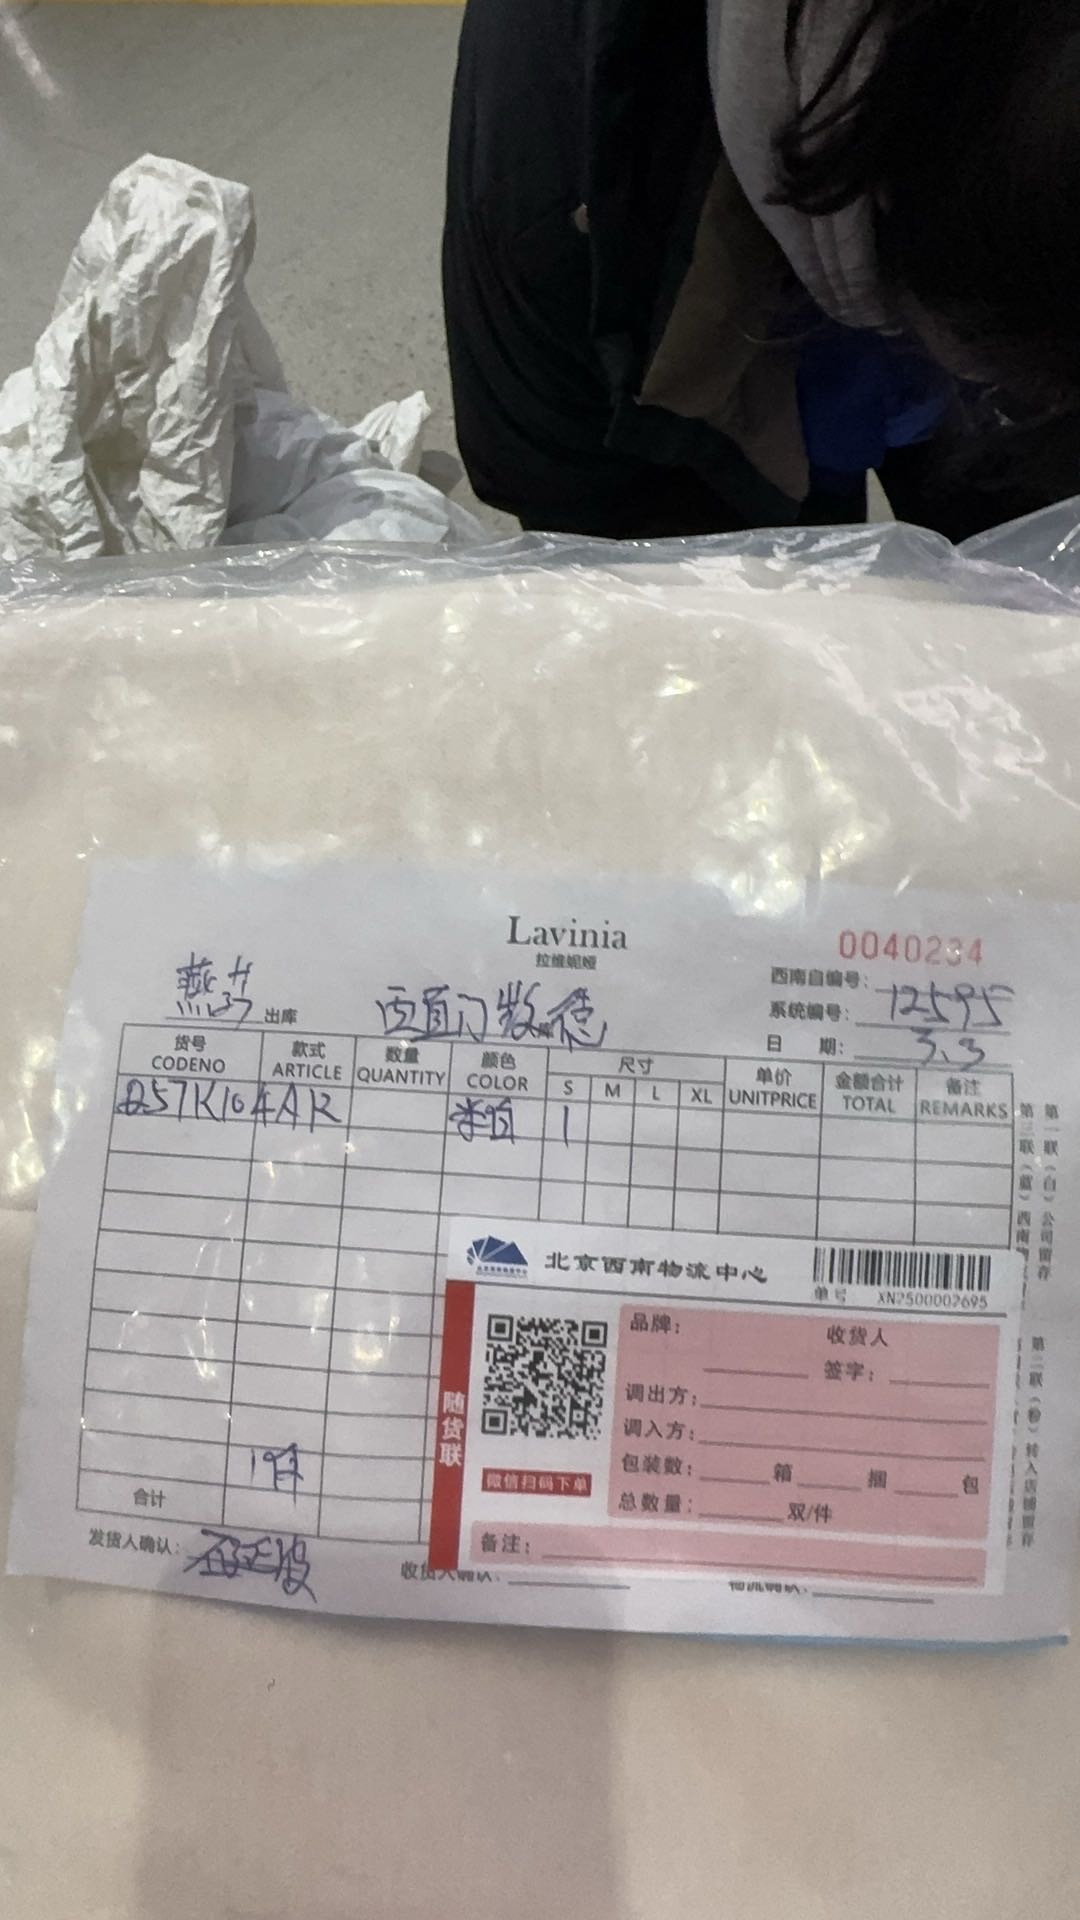 Lavinia
拉维妮娅
0040234
燕莎 出库
西直门数德 库
西南自编号:
系统编号: 12595
日 期: 3.3
货号 款式 数量 颜色 尺寸 单价 金额合计 备注
CODENO ARTICLE QUANTITY COLOR S M L XL UNITPRICE TOTAL REMARKS
Q57K104AR 米白 1
第一联(白)公司留存
第二联(粉)转入店铺留存
第三联(蓝)西南
北京西南物流中心
单号 XN2500002695
随货联
微信扫码下单
品牌: 收货人
签字:
调出方:
调入方:
包装数: 箱 捆 包
总数量: 双/件
备注:
合计 1件
发货人确认:
收货人确认:
物流确认: